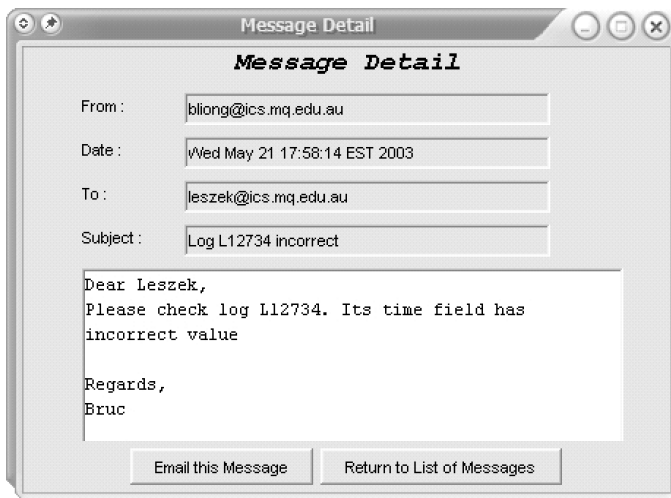 Message Detail
Message Detail
From :
bliong@ics.mq.edu.au
Date :
Wed May 21 17:58:14 EST 2003
To :
leszek@ics.mq.edu.au
Subject :
Log L12734 incorrect
Dear Leszek,
Please check log L12734. Its time field has
incorrect value
Regards,
Bruc
Email this Message
Return to List of Messages